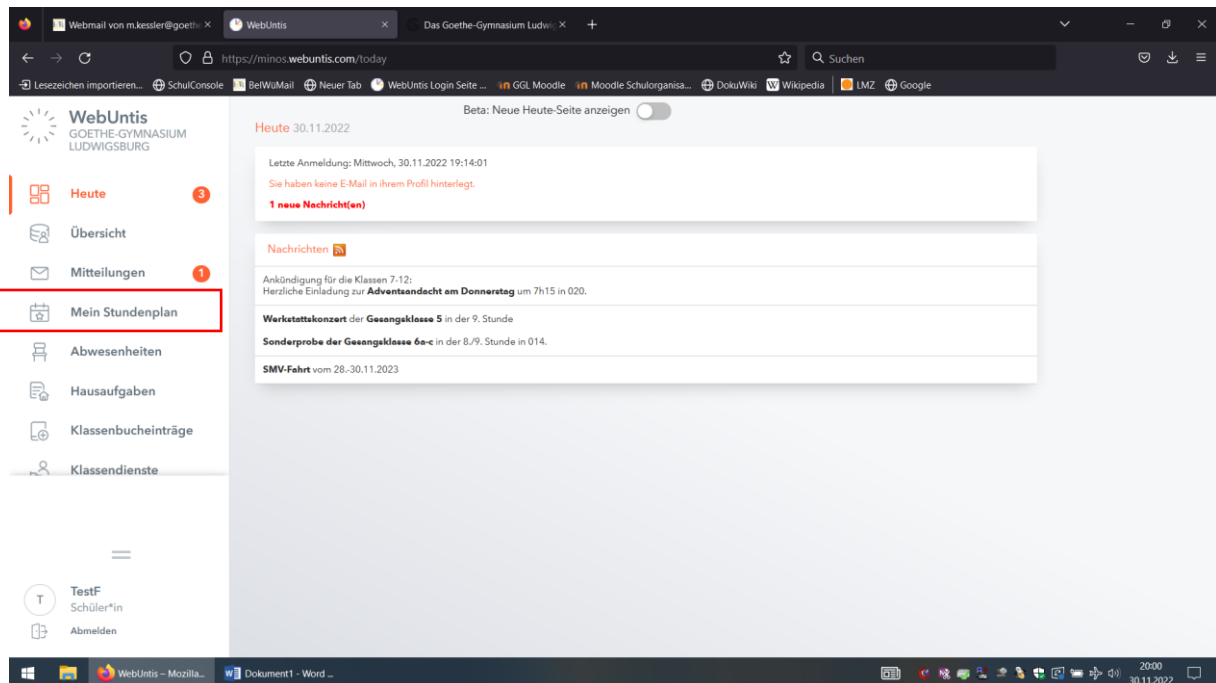 Webmail von m.kessler@goethe
WebUntis
Das Goethe-Gymnasium Ludwig
https://minos.webuntis.com/today
Suchen
Lesezeichen importieren...
SchulConsole
BelWüMail
Neuer Tab
WebUntis Login Seite ...
GGL Moodle
Moodle Schulorganisa...
DokuWiki
Wikipedia
LMZ
Google
WebUntis
GOETHE-GYMNASIUM
LUDWIGSBURG
Heute 3
Übersicht
Mitteilungen 1
Mein Stundenplan
Abwesenheiten
Hausaufgaben
Klassenbucheinträge
Klassendienste
T
TestF
Schüler*in
Abmelden
Beta: Neue Heute-Seite anzeigen
Heute 30.11.2022
Letzte Anmeldung: Mittwoch, 30.11.2022 19:14:01
Sie haben keine E-Mail in ihrem Profil hinterlegt.
1 neue Nachricht(en)
Nachrichten
Ankündigung für die Klassen 7-12:
Herzliche Einladung zur Adventsandacht am Donnerstag um 7h15 in 020.
Werkstattskonzert der Gesangsklasse 5 in der 9. Stunde
Sonderprobe der Gesangsklasse 6a-c in der 8./9. Stunde in 014.
SMV-Fahrt vom 28.-30.11.2023
WebUntis – Mozilla...
Dokument1 - Word ...
20:00
30.11.2022